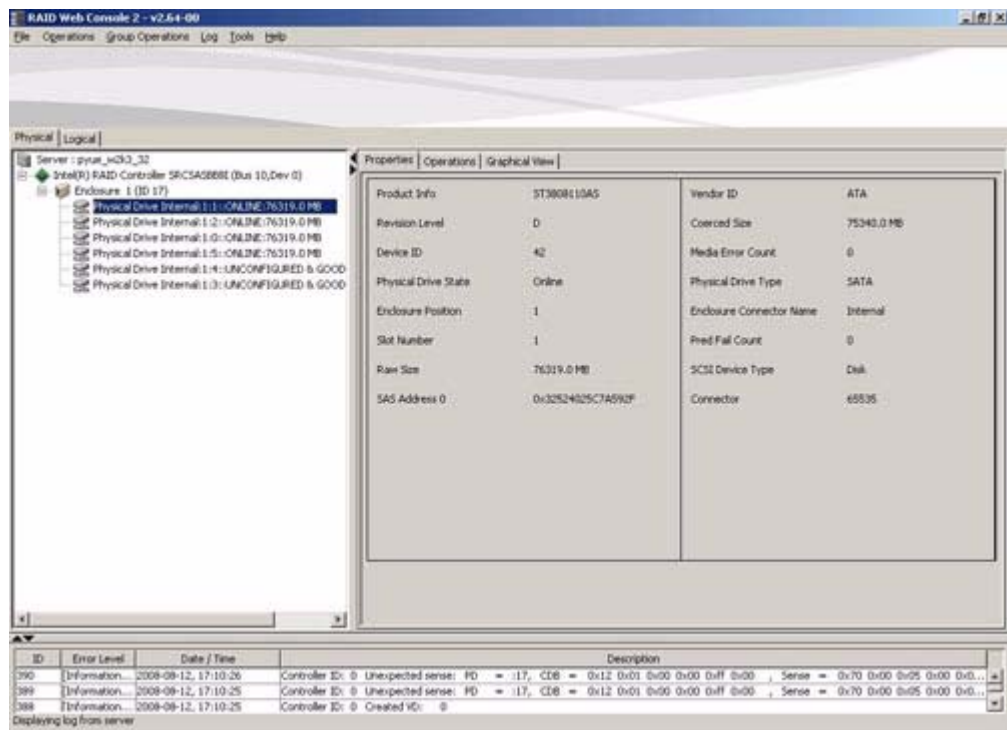 RAID Web Console 2 - v2.64-00
File Operations Group Operations Log Tools Help
Physical Logical
Server : pyue_w2k3_32
Intel(R) RAID Controller SRCSASBB8I (Bus 10,Dev 0)
Enclosure 1 (ID 17)
Physical Drive Internal:1:1::ONLINE:76319.0 MB
Physical Drive Internal:1:2::ONLINE:76319.0 MB
Physical Drive Internal:1:0::ONLINE:76319.0 MB
Physical Drive Internal:1:5::ONLINE:76319.0 MB
Physical Drive Internal:1:4::UNCONFIGURED & GOOD
Physical Drive Internal:1:3::UNCONFIGURED & GOOD
Properties Operations Graphical View
Product Info ST3808110AS Vendor ID ATA
Revision Level D Coerced Size 75340.0 MB
Device ID 42 Media Error Count 0
Physical Drive State Online Physical Drive Type SATA
Enclosure Position 1 Enclosure Connector Name Internal
Slot Number 1 Pred Fail Count 0
Raw Size 76319.0 MB SCSI Device Type Disk
SAS Address 0 0x32524025C7A592F Connector 65535
ID Error Level Date / Time Description
390 [Information... 2008-08-12, 17:10:26 Controller ID: 0 Unexpected sense: PD = :17, CDB = 0x12 0x01 0x00 0x00 0xff 0x00 , Sense = 0x70 0x00 0x05 0x00 0x0...
389 [Information... 2008-08-12, 17:10:25 Controller ID: 0 Unexpected sense: PD = :17, CDB = 0x12 0x01 0x00 0x00 0xff 0x00 , Sense = 0x70 0x00 0x05 0x00 0x0...
388 [Information... 2008-08-12, 17:10:25 Controller ID: 0 Created VD: 0
Displaying log from server